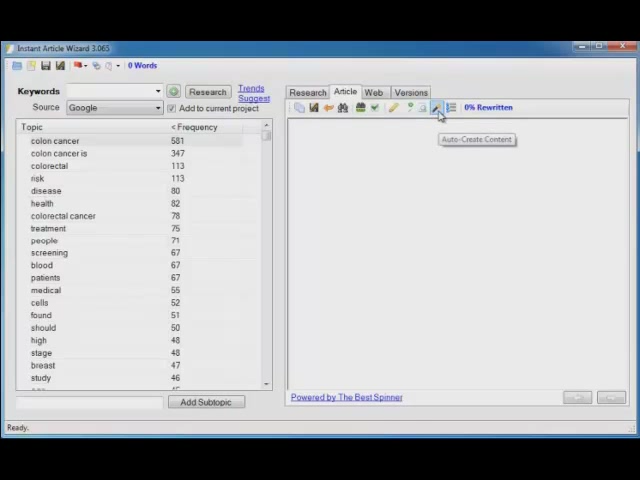 Instant Article Wizard 3.065
0 Words
Keywords
Research
Trends
Suggest
Source
Google
Add to current project
Topic
< Frequency
colon cancer 581
colon cancer is 347
colorectal 113
risk 113
disease 80
health 82
colorectal cancer 78
treatment 75
people 71
screening 67
blood 67
patients 67
medical 55
cells 52
found 51
should 50
high 48
stage 48
breast 47
study 46
Add Subtopic
Research
Article
Web
Versions
0% Rewritten
Auto-Create Content
Powered by The Best Spinner
Ready.